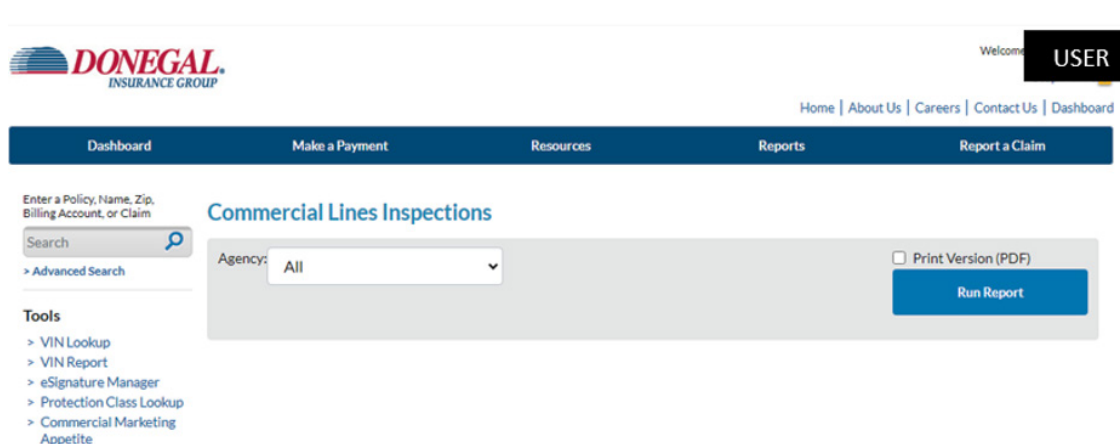 DONEGAL.
INSURANCE GROUP
Welcome
USER
Home | About Us | Careers | Contact Us | Dashboard
Dashboard Make a Payment Resources Reports Report a Claim
Enter a Policy, Name, Zip,
Billing Account, or Claim
Search
> Advanced Search
Commercial Lines Inspections
Agency: All
Print Version (PDF)
Run Report
Tools
> VIN Lookup
> VIN Report
> eSignature Manager
> Protection Class Lookup
> Commercial Marketing
Appetite